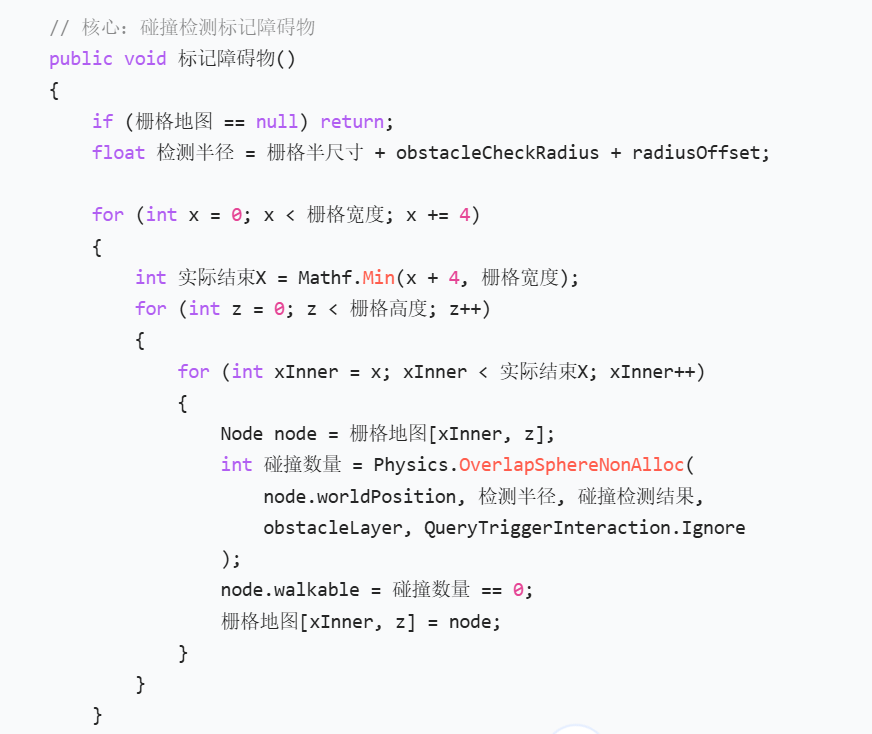 // 核心：碰撞检测标记障碍物
public void 标记障碍物()
{
    if (栅格地图 == null) return;
    float 检测半径 = 栅格半尺寸 + obstacleCheckRadius + radiusOffset;

    for (int x = 0; x < 栅格宽度; x += 4)
    {
        int 实际结束X = Mathf.Min(x + 4, 栅格宽度);
        for (int z = 0; z < 栅格高度; z++)
        {
            for (int xInner = x; xInner < 实际结束X; xInner++)
            {
                Node node = 栅格地图[xInner, z];
                int 碰撞数量 = Physics.OverlapSphereNonAlloc(
                    node.worldPosition, 检测半径, 碰撞检测结果,
                    obstacleLayer, QueryTriggerInteraction.Ignore
                );
                node.walkable = 碰撞数量 == 0;
                栅格地图[xInner, z] = node;
            }
        }
    }